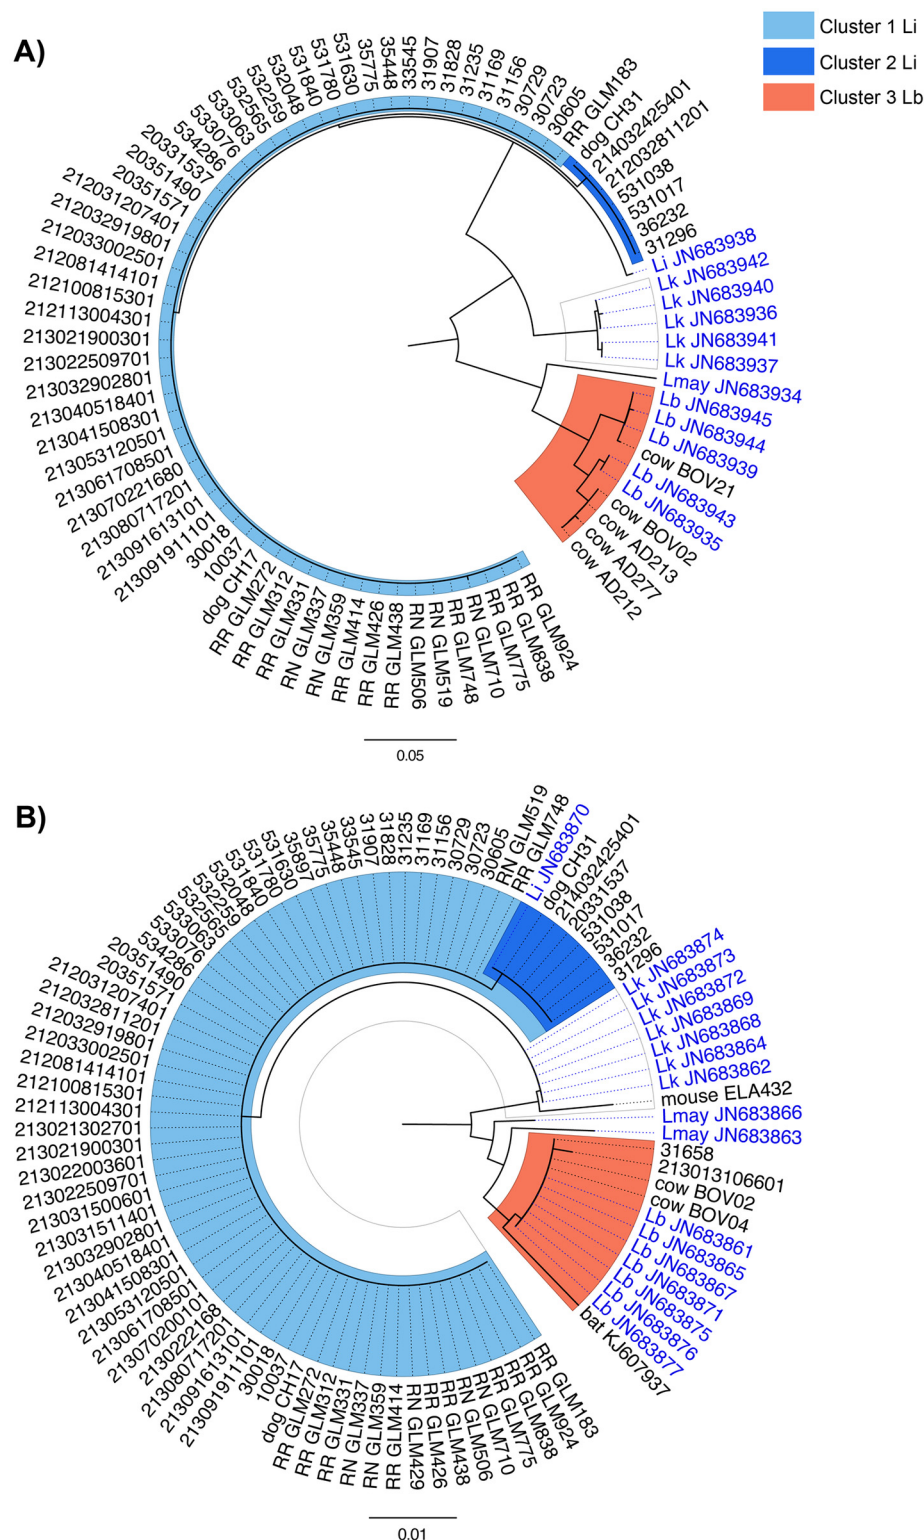 A)
Cluster 1 Li
Cluster 2 Li
Cluster 3 Lb
33545
31907
31828
31235
31169
31156
30729
30723
30605
RR GLM183
dog CH31
214032425401
212032811201
531038
531017
36232
31296
Li JN683938
Lk JN683942
Lk JN683940
Lk JN683936
Lk JN683941
Lk JN683937
Lmay JN683934
Lb JN683945
Lb JN683944
Lb JN683939
cow BOV21
Lb JN683943
Lb JN683935
cow BOV02
cow AD213
cow AD277
cow AD212
RR GLM924
RR GLM838
RR GLM775
RN GLM710
RR GLM748
RN GLM519
RN GLM506
RR GLM438
RR GLM426
RR GLM414
RN GLM359
RN GLM337
RR GLM331
RR GLM312
RR GLM272
dog CH17
10037
30018
213091911101
213091613101
213080717201
213070221680
213061708501
213053120501
213041508301
213040518401
213032902801
213022509701
213021900301
212113004301
212100815301
212081414101
212033002501
212032919801
212031207401
20351571
20351490
20331537
534286
533076
533063
532565
532259
532048
531840
531780
531630
35775
35448
0.05
B)
31235
31169
31156
30729
30723
30605
RN GLM519
RR GLM748
Li JN683870
dog CH31
214032425401
20331537
531038
531017
36232
31296
Lk JN683874
Lk JN683873
Lk JN683872
Lk JN683869
Lk JN683868
Lk JN683864
Lk JN683862
mouse ELA432
Lmay JN683866
Lmay JN683863
31658
213013106601
cow BOV02
cow BOV04
Lb JN683861
Lb JN683865
Lb JN683867
Lb JN683871
Lb JN683875
Lb JN683876
Lb JN683877
bat KJ607937
RR GLM183
RR GLM924
RR GLM838
RR GLM775
RN GLM710
RN GLM506
RR GLM438
RR GLM426
RN GLM429
RR GLM414
RN GLM359
RN GLM337
RR GLM331
RR GLM312
RR GLM272
dog CH17
10037
30018
213091911101
213091613101
213080717201
2130222168
213070200101
213061708501
213053120501
213041508301
213040518401
213032902801
213031511401
213031500601
213022509701
213022003601
213021900301
213021302701
212113004301
212100815301
212081414101
212033002501
212032919801
212032811201
212031207401
20351571
20351490
534286
533076
533063
532565
532259
532048
531840
531780
531630
35897
35775
35448
33545
31907
31828
0.01